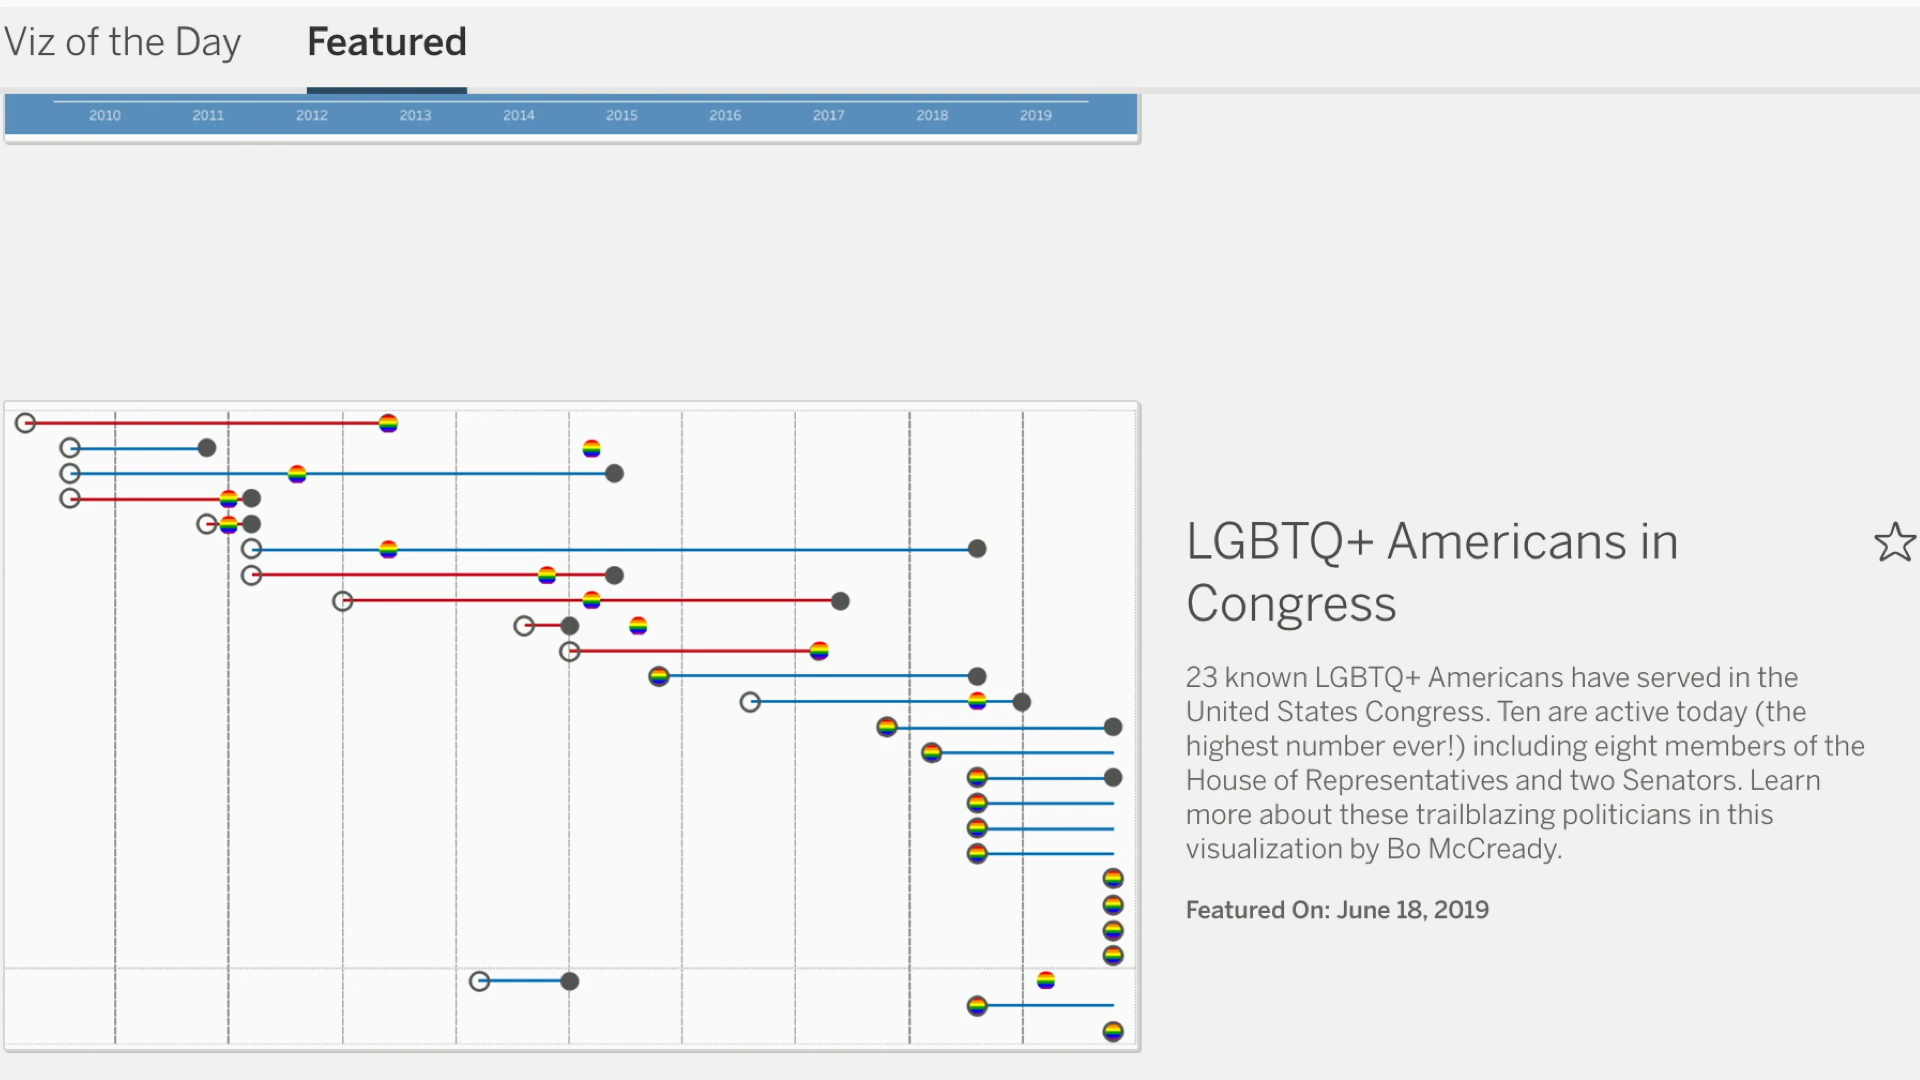 Viz of the Day
Featured
2010 2011 2012 2013 2014 2015 2016 2017 2018 2019
LGBTQ+ Americans in
Congress
23 known LGBTQ+ Americans have served in the
United States Congress. Ten are active today (the
highest number ever!) including eight members of the
House of Representatives and two Senators. Learn
more about these trailblazing politicians in this
visualization by Bo McCready.
Featured On: June 18, 2019